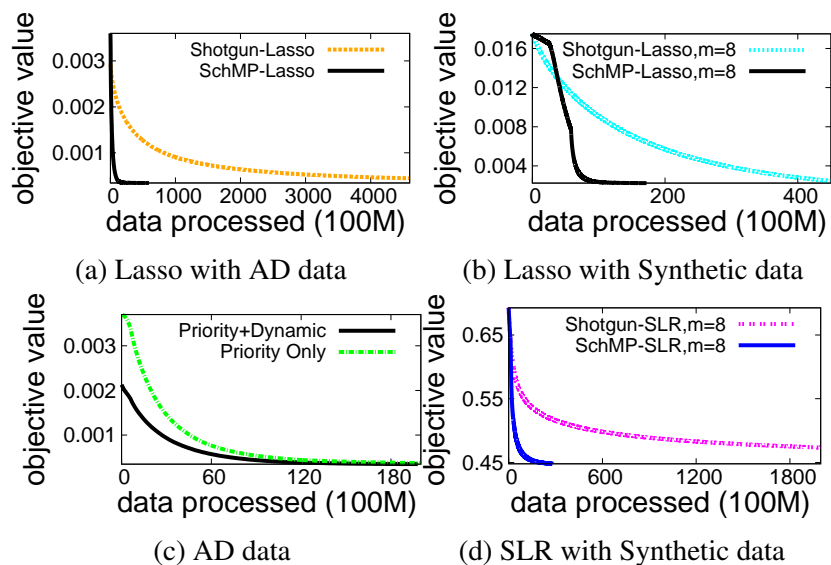 objective value
0.003
0.002
0.001
Shotgun-Lasso
SchMP-Lasso
0 1000 2000 3000 4000
data processed (100M)
(a) Lasso with AD data
objective value
0.016
0.012
0.008
0.004
Shotgun-Lasso,m=8
SchMP-Lasso,m=8
0 200 400
data processed (100M)
(b) Lasso with Synthetic data
objective value
0.003
0.002
0.001
Priority+Dynamic
Priority Only
0 60 120 180
data processed (100M)
(c) AD data
objective value
0.65
0.55
0.45
Shotgun-SLR,m=8
SchMP-SLR,m=8
0 600 1200 1800
data processed (100M)
(d) SLR with Synthetic data